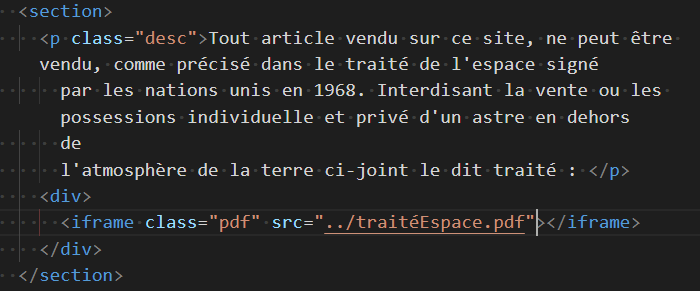 <section>
<p class="desc">Tout article vendu sur ce site, ne peut être
vendu, comme précisé dans le traité de l'espace signé
par les nations unis en 1968. Interdisant la vente ou les
possessions individuelle et privé d'un astre en dehors
de
l'atmosphère de la terre ci-joint le dit traité : </p>
<div>
<iframe class="pdf" src="../traitéEspace.pdf"></iframe>
</div>
</section>